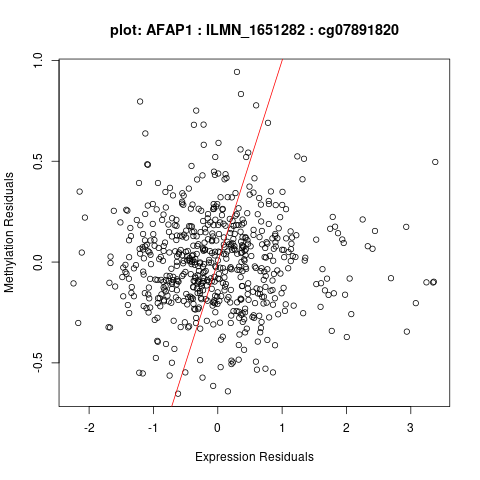 plot: AFAP1 : ILMN_1651282 : cg07891820
Methylation Residuals
1.0
0.5
0.0
-0.5
-2 -1 0 1 2 3
Expression Residuals